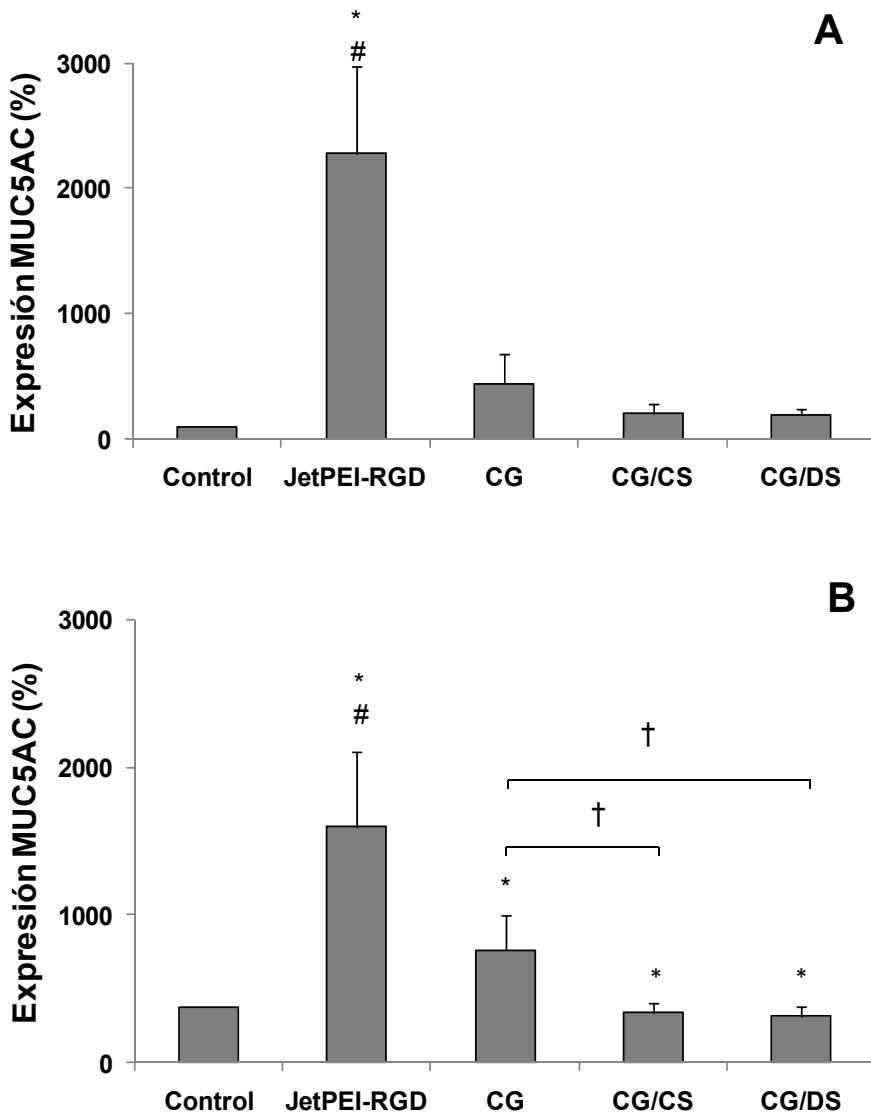 A
Expresión MUC5AC (%)
3000
2000
1000
0
*
#
Control JetPEI-RGD CG CG/CS CG/DS
B
Expresión MUC5AC (%)
3000
2000
1000
0
*
#
†
†
*
*
*
Control JetPEI-RGD CG CG/CS CG/DS